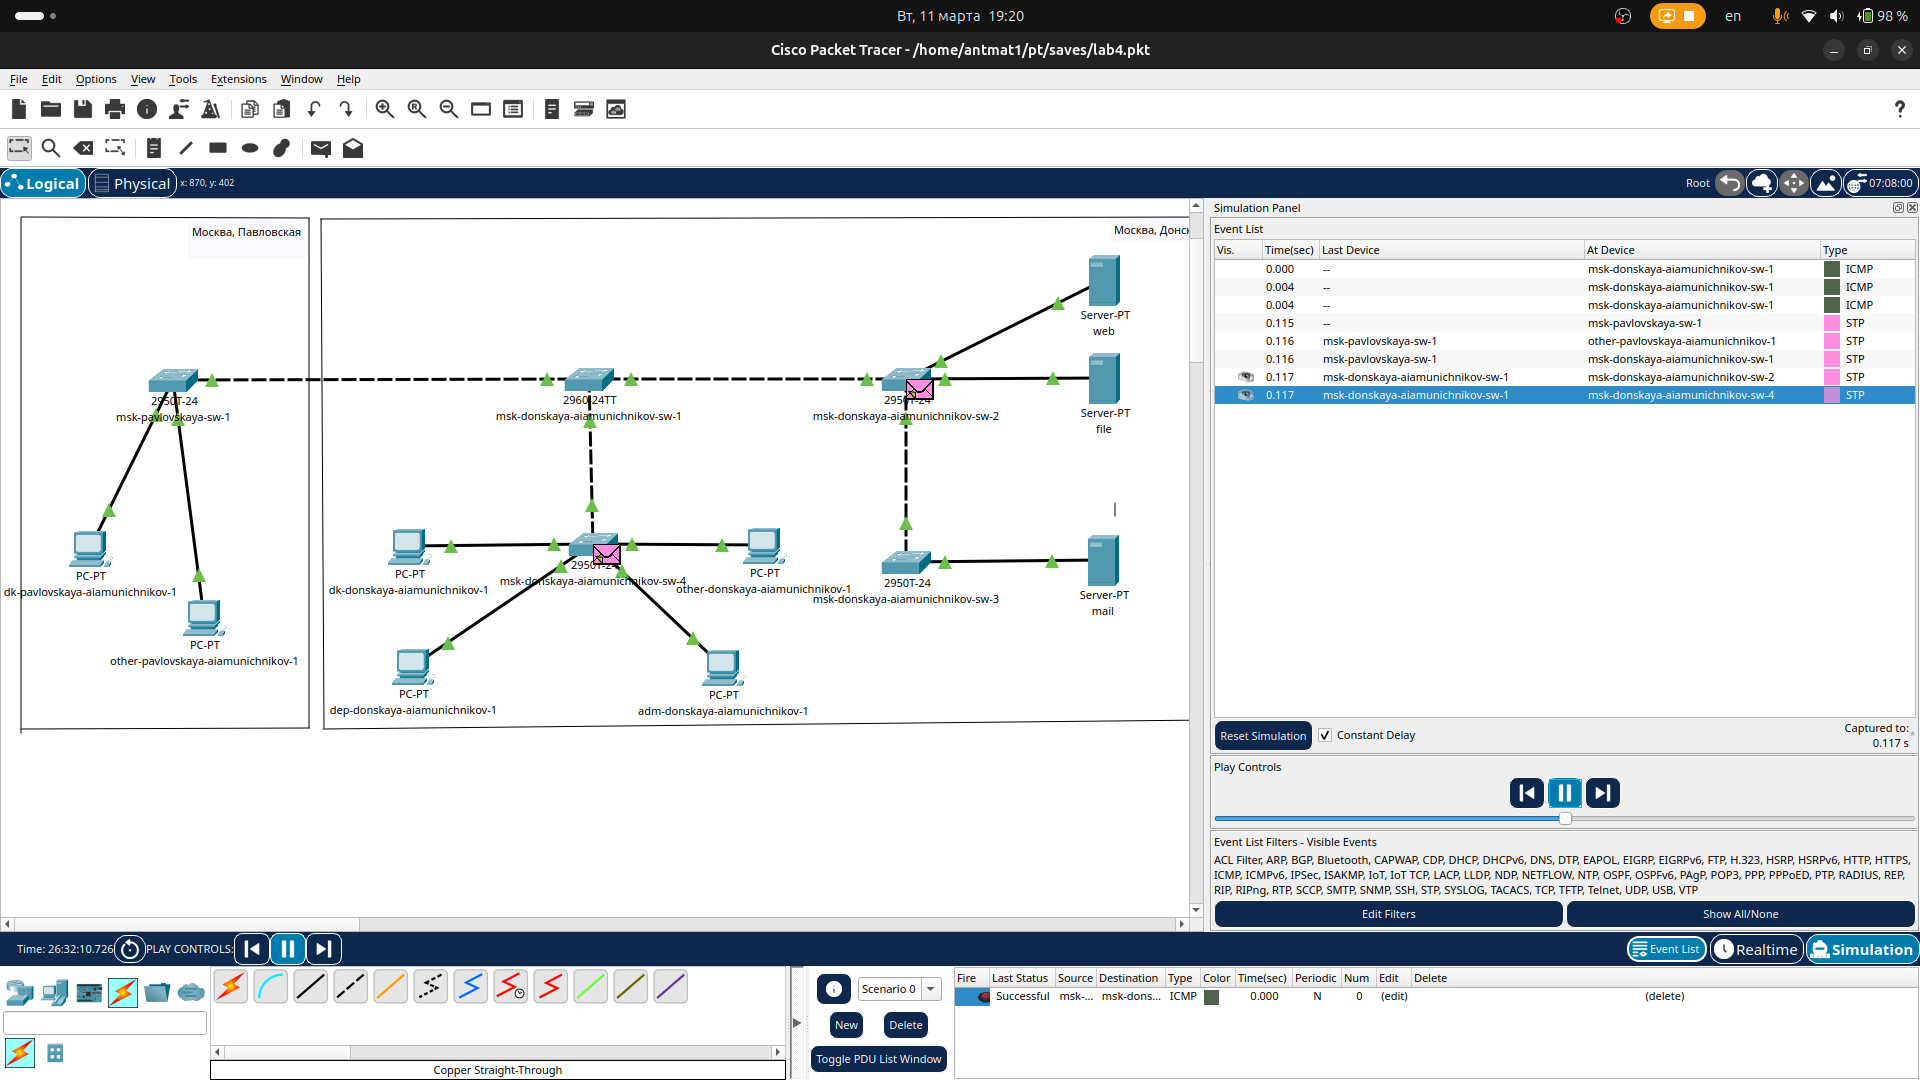 Вт, 11 марта 19:20
en
98 %
Cisco Packet Tracer - /home/antmat1/pt/saves/lab4.pkt
File Edit Options View Tools Extensions Window Help
Logical Physical x: 870, y: 402
Root 07:08:00
Москва, Павловская
Москва, Донск
Server-PT
web
Server-PT
file
2950T-24
msk-pavlovskaya-sw-1
2960-24TT
msk-donskaya-aiamunichnikov-sw-1
2950T-24
msk-donskaya-aiamunichnikov-sw-2
PC-PT
dk-pavlovskaya-aiamunichnikov-1
PC-PT
other-pavlovskaya-aiamunichnikov-1
PC-PT
dk-donskaya-aiamunichnikov-1
2950T-24
msk-donskaya-aiamunichnikov-sw-4
PC-PT
other-donskaya-aiamunichnikov-1
2950T-24
msk-donskaya-aiamunichnikov-sw-3
Server-PT
mail
PC-PT
dep-donskaya-aiamunichnikov-1
PC-PT
adm-donskaya-aiamunichnikov-1
Simulation Panel
Event List
Vis. Time(sec) Last Device At Device Type
0.000 -- msk-donskaya-aiamunichnikov-sw-1 ICMP
0.004 -- msk-donskaya-aiamunichnikov-sw-1 ICMP
0.004 -- msk-donskaya-aiamunichnikov-sw-1 ICMP
0.115 -- msk-pavlovskaya-sw-1 STP
0.116 msk-pavlovskaya-sw-1 other-pavlovskaya-aiamunichnikov-1 STP
0.116 msk-pavlovskaya-sw-1 msk-donskaya-aiamunichnikov-sw-1 STP
0.117 msk-donskaya-aiamunichnikov-sw-1 msk-donskaya-aiamunichnikov-sw-2 STP
0.117 msk-donskaya-aiamunichnikov-sw-1 msk-donskaya-aiamunichnikov-sw-4 STP
Reset Simulation Constant Delay
Captured to:
0.117 s
Play Controls
Event List Filters - Visible Events
ACL Filter, ARP, BGP, Bluetooth, CAPWAP, CDP, DHCP, DHCPv6, DNS, DTP, EAPOL, EIGRP, EIGRPv6, FTP, H.323, HSRP, HSRPv6, HTTP, HTTPS,
ICMP, ICMPv6, IPSec, ISAKMP, IoT, IoT TCP, LACP, LLDP, NDP, NETFLOW, NTP, OSPF, OSPFv6, PAgP, POP3, PPP, PPPoED, PTP, RADIUS, REP,
RIP, RIPng, RTP, SCCP, SMTP, SNMP, SSH, STP, SYSLOG, TACACS, TCP, TFTP, Telnet, UDP, USB, VTP
Edit Filters Show All/None
Time: 26:32:10.726 PLAY CONTROLS:
Event List Realtime Simulation
Scenario 0
New Delete
Toggle PDU List Window
Copper Straight-Through
Fire Last Status Source Destination Type Color Time(sec) Periodic Num Edit Delete
Successful msk-... msk-dons... ICMP 0.000 N 0 (edit) (delete)